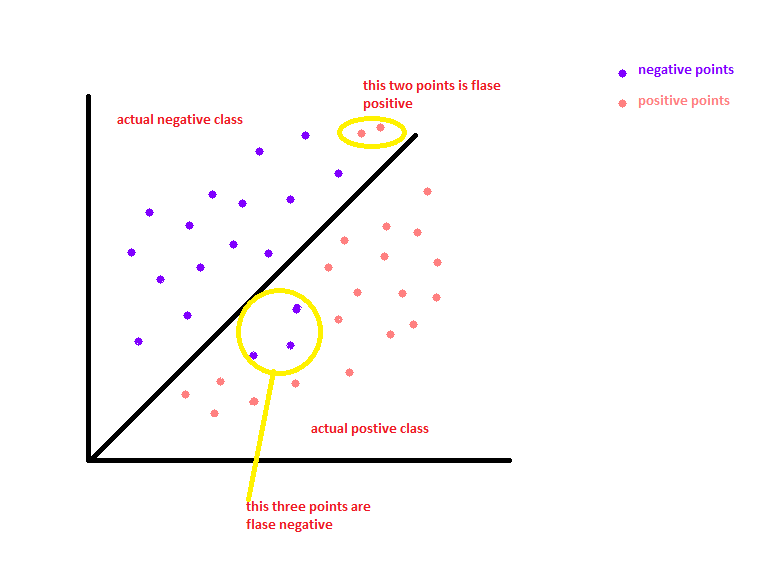 negative points
positive points
this two points is flase
positive
actual negative class
actual postive class
this three points are
flase negative